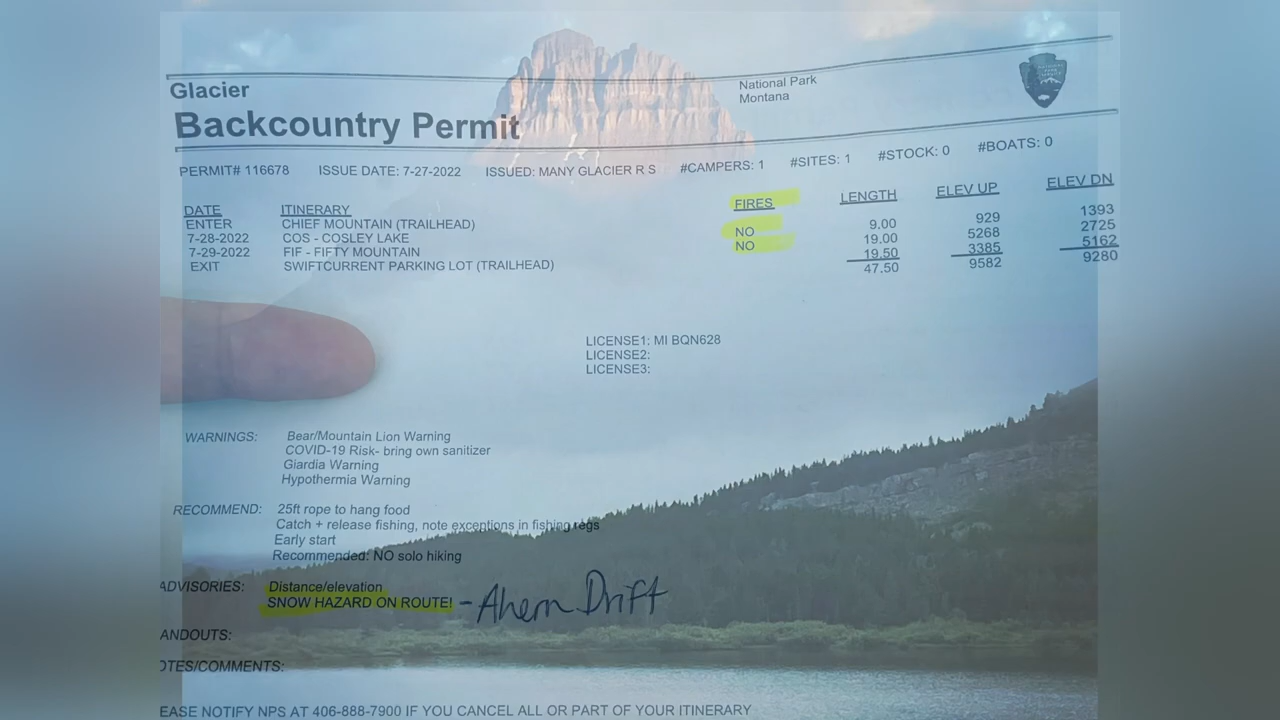 Glacier
National Park
Montana
Backcountry Permit
PERMIT# 116678 ISSUE DATE: 7-27-2022 ISSUED: MANY GLACIER R S #CAMPERS: 1 #SITES: 1 #STOCK: 0 #BOATS: 0
DATE ITINERARY FIRES LENGTH ELEV UP ELEV DN
ENTER CHIEF MOUNTAIN (TRAILHEAD)
7-28-2022 COS - COSLEY LAKE NO 9.00 929 1393
7-29-2022 FIF - FIFTY MOUNTAIN NO 19.00 5268 2725
EXIT SWIFTCURRENT PARKING LOT (TRAILHEAD) 19.50 3385 5162
47.50 9582 9280
LICENSE1: MI BQN628
LICENSE2:
LICENSE3:
WARNINGS: Bear/Mountain Lion Warning
COVID-19 Risk- bring own sanitizer
Giardia Warning
Hypothermia Warning
RECOMMEND: 25ft rope to hang food
Catch + release fishing, note exceptions in fishing regs
Early start
Recommended: NO solo hiking
ADVISORIES: Distance/elevation
SNOW HAZARD ON ROUTE! - Ahern Drift
ANDOUTS:
OTES/COMMENTS:
EASE NOTIFY NPS AT 406-888-7900 IF YOU CANCEL ALL OR PART OF YOUR ITINERARY